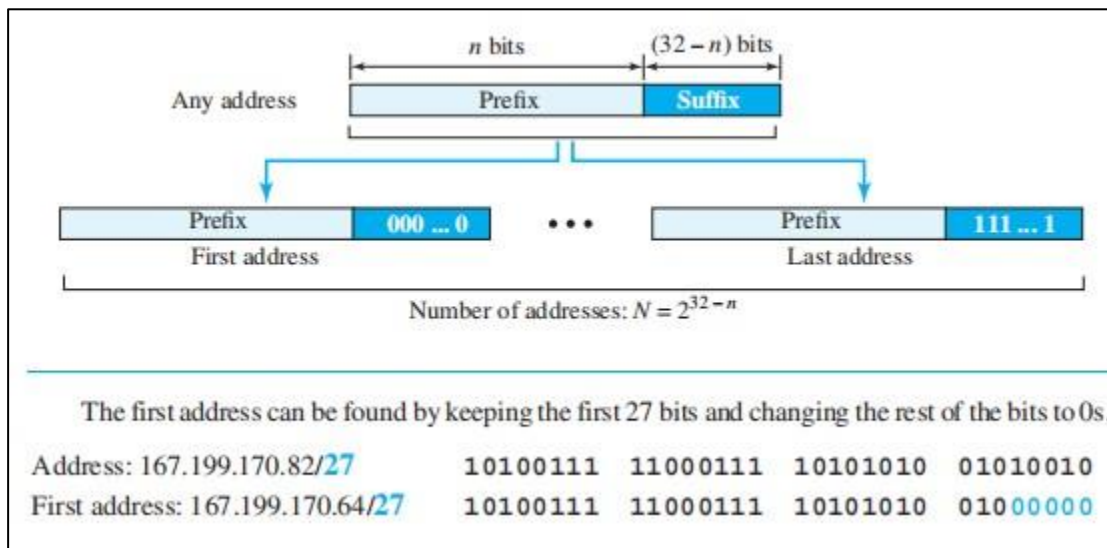 n bits (32 – n) bits
Any address Prefix Suffix
Prefix 000 ... 0 • • • Prefix 111 ... 1
First address Last address
Number of addresses: N = 2^{32 – n}
The first address can be found by keeping the first 27 bits and changing the rest of the bits to 0s
Address: 167.199.170.82/27 10100111 11000111 10101010 01010010
First address: 167.199.170.64/27 10100111 11000111 10101010 01000000